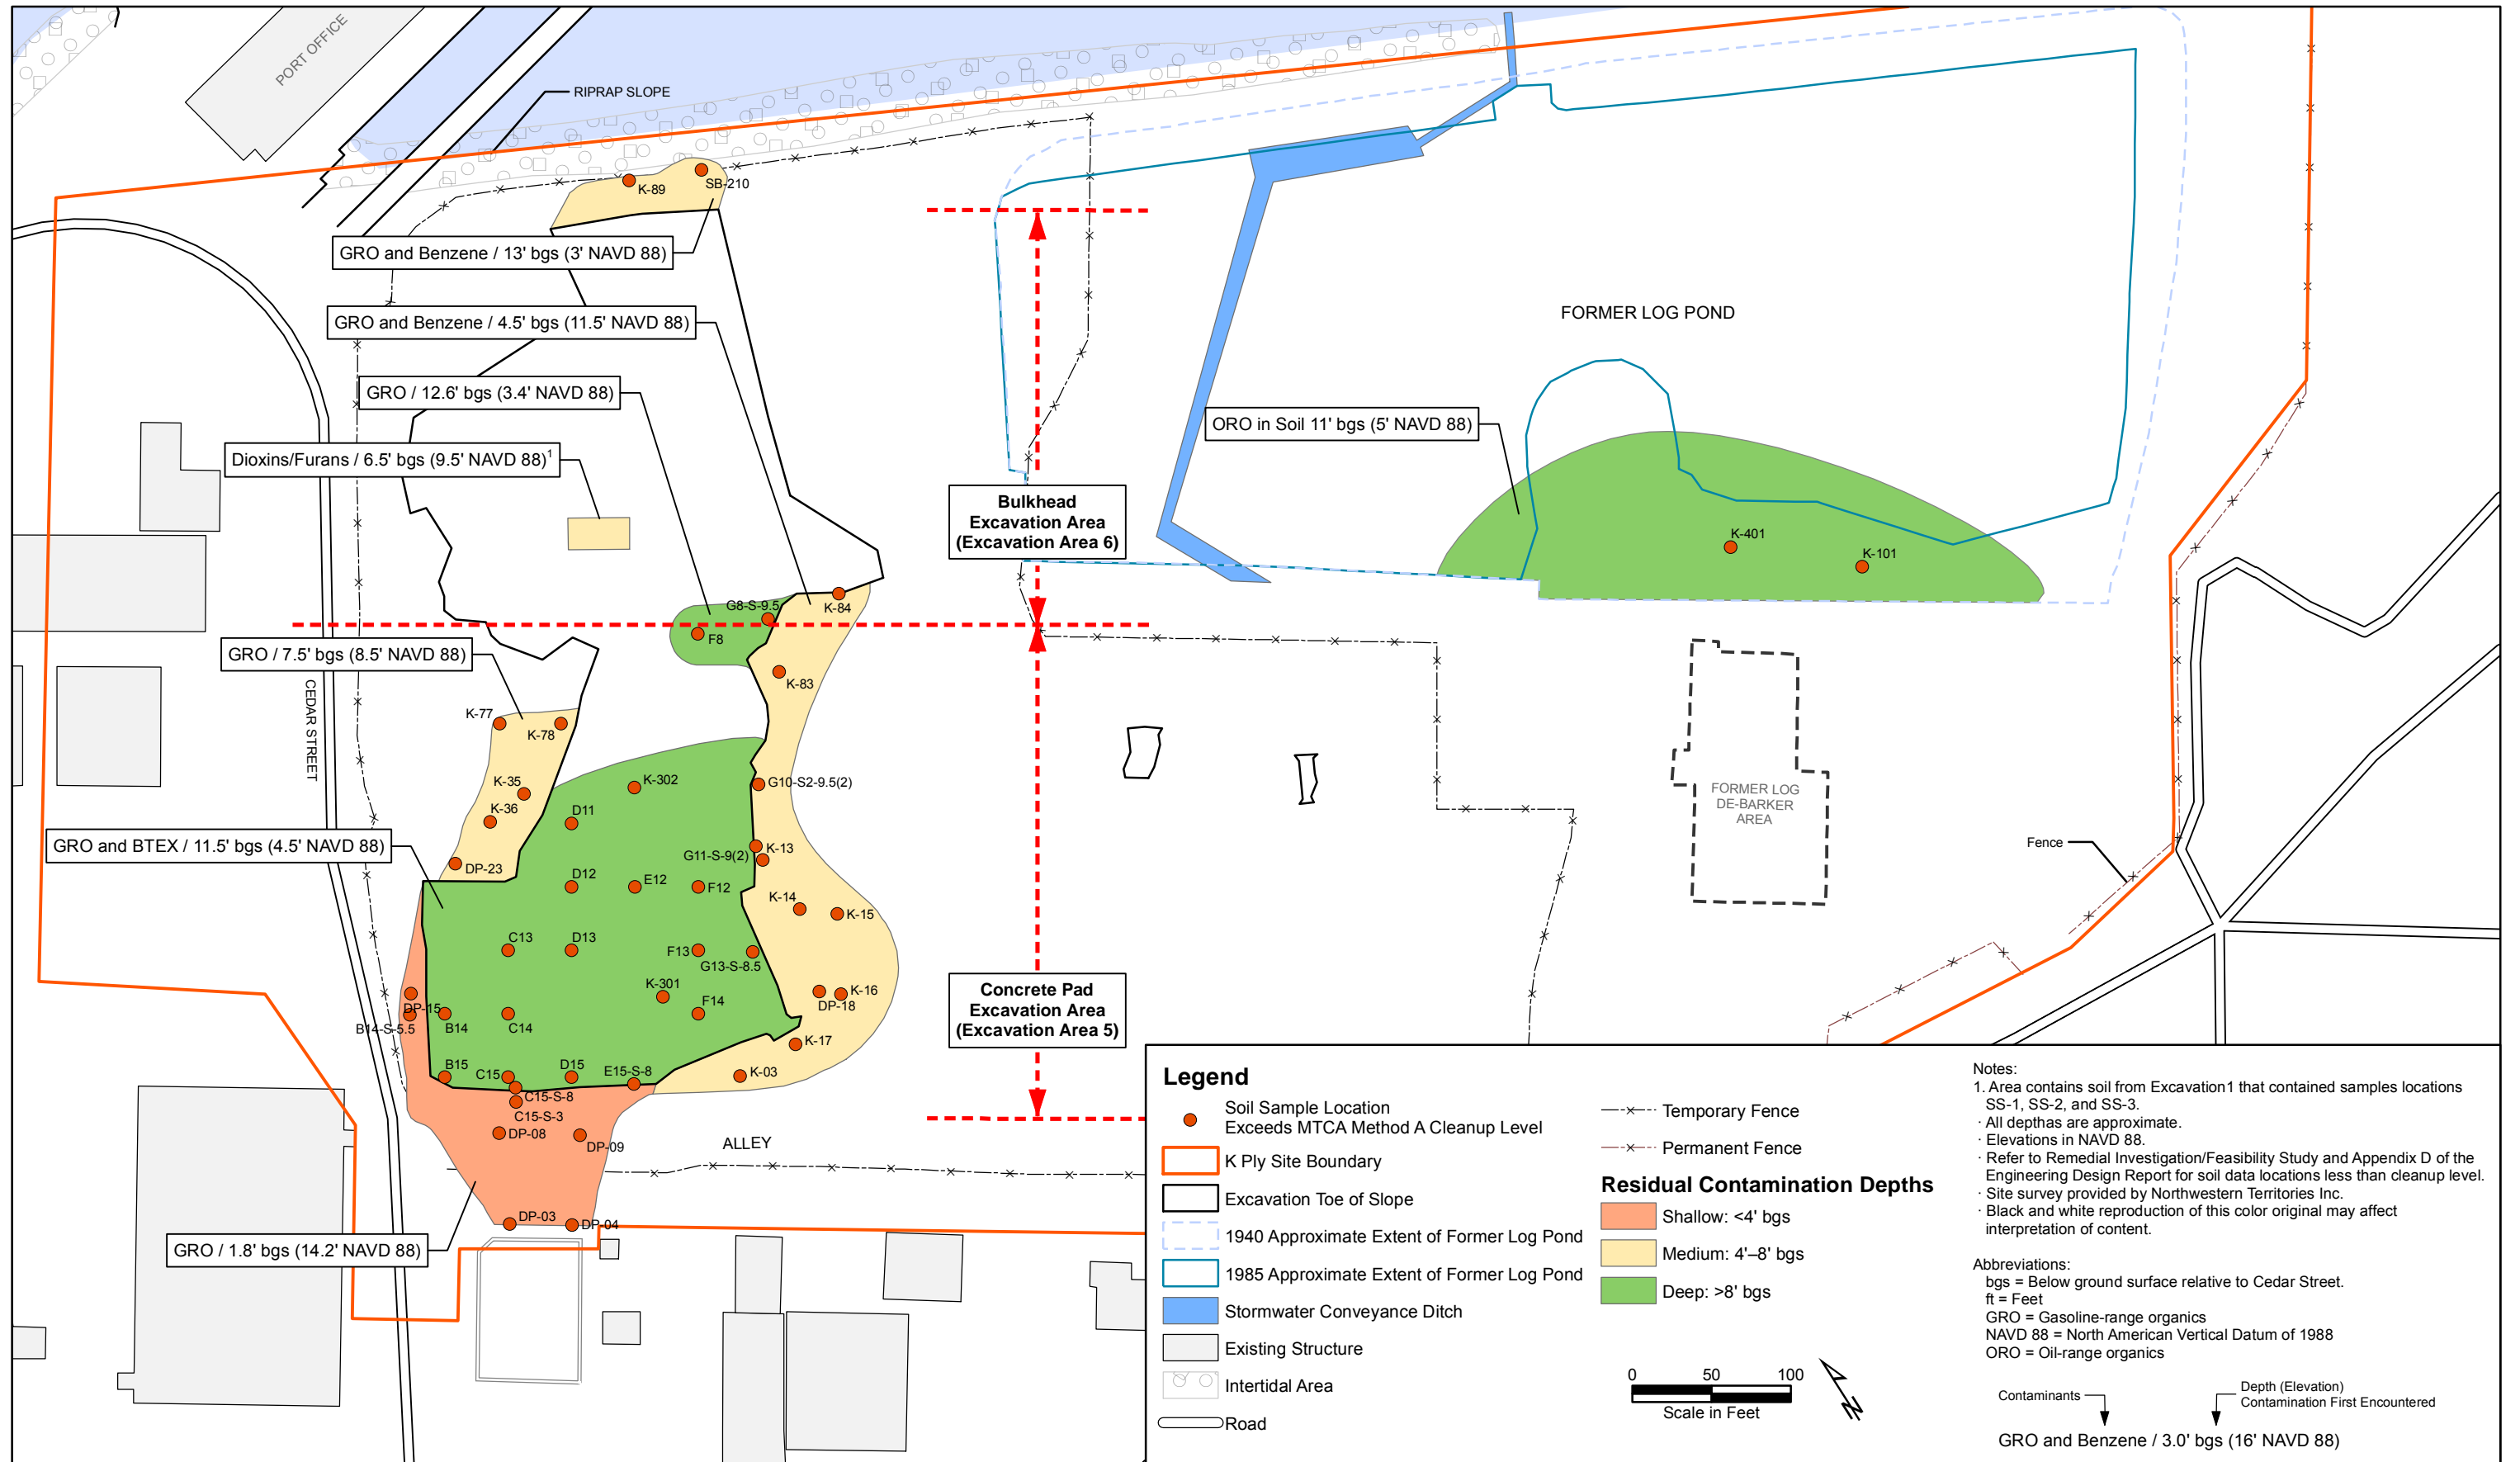 PORT OFFICE
RIPRAP SLOPE
K-89
SB-210
GRO and Benzene / 13' bgs (3' NAVD 88)
GRO and Benzene / 4.5' bgs (11.5' NAVD 88)
FORMER LOG POND
GRO / 12.6' bgs (3.4' NAVD 88)
ORO in Soil 11' bgs (5' NAVD 88)
Dioxins/Furans / 6.5' bgs (9.5' NAVD 88)1
Bulkhead
Excavation Area
(Excavation Area 6)
K-401
K-101
G8-S-9.5
K-84
F8
GRO / 7.5' bgs (8.5' NAVD 88)
K-83
CEDAR STREET
K-77
K-78
K-35
K-302
G10-S2-9.5(2)
K-36
D11
FORMER LOG
DE-BARKER
AREA
GRO and BTEX / 11.5' bgs (4.5' NAVD 88)
G11-S-9(2)
K-13
Fence
DP-23
D12
E12
F12
K-14
K-15
C13
D13
F13
G13-S-8.5
K-301
DP-15
B14-S-5.5
B14
C14
F14
DP-18
K-16
Concrete Pad
Excavation Area
(Excavation Area 5)
K-17
B15
C15
D15
E15-S-8
K-03
C15-S-8
C15-S-3
DP-08
DP-09
ALLEY
DP-03
DP-04
GRO / 1.8' bgs (14.2' NAVD 88)
Legend
Soil Sample Location
Exceeds MTCA Method A Cleanup Level
K Ply Site Boundary
Excavation Toe of Slope
1940 Approximate Extent of Former Log Pond
1985 Approximate Extent of Former Log Pond
Stormwater Conveyance Ditch
Existing Structure
Intertidal Area
Road
Temporary Fence
Permanent Fence
Residual Contamination Depths
Shallow: <4' bgs
Medium: 4'–8' bgs
Deep: >8' bgs
0 50 100
Scale in Feet
N
Notes:
1. Area contains soil from Excavation1 that contained samples locations
SS-1, SS-2, and SS-3.
· All depthas are approximate.
· Elevations in NAVD 88.
· Refer to Remedial Investigation/Feasibility Study and Appendix D of the
Engineering Design Report for soil data locations less than cleanup level.
· Site survey provided by Northwestern Territories Inc.
· Black and white reproduction of this color original may affect
interpretation of content.
Abbreviations:
bgs = Below ground surface relative to Cedar Street.
ft = Feet
GRO = Gasoline-range organics
NAVD 88 = North American Vertical Datum of 1988
ORO = Oil-range organics
Contaminants
Depth (Elevation)
Contamination First Encountered
GRO and Benzene / 3.0' bgs (16' NAVD 88)